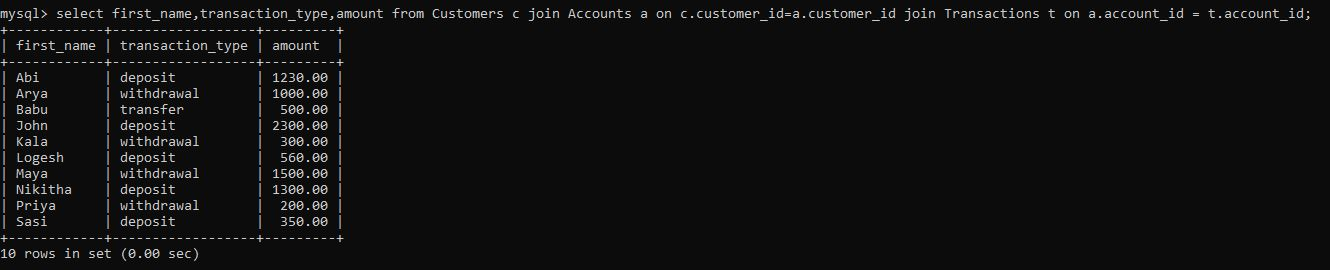 mysql> select first_name,transaction_type,amount from Customers c join Accounts a on c.customer_id=a.customer_id join Transactions t on a.account_id = t.account_id;
+------------+------------------+---------+
| first_name | transaction_type | amount  |
+------------+------------------+---------+
| Abi        | deposit          | 1230.00 |
| Arya       | withdrawal       | 1000.00 |
| Babu       | transfer         |  500.00 |
| John       | deposit          | 2300.00 |
| Kala       | withdrawal       |  300.00 |
| Logesh     | deposit          |  560.00 |
| Maya       | withdrawal       | 1500.00 |
| Nikitha    | deposit          | 1300.00 |
| Priya      | withdrawal       |  200.00 |
| Sasi       | deposit          |  350.00 |
+------------+------------------+---------+
10 rows in set (0.00 sec)